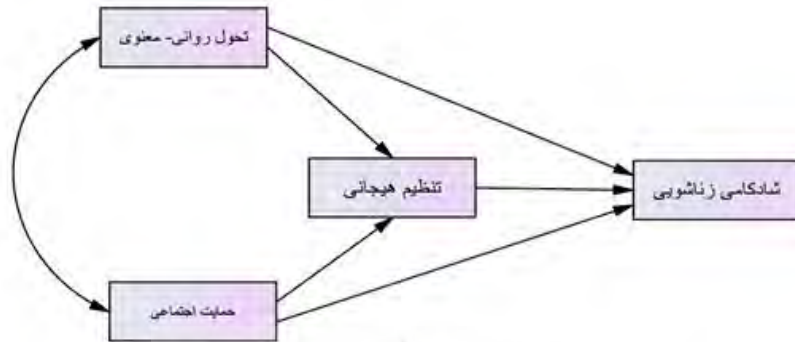 تحول روانی- معنوی
تنظیم هیجانی
شادکامی زناشویی
حمایت اجتماعی